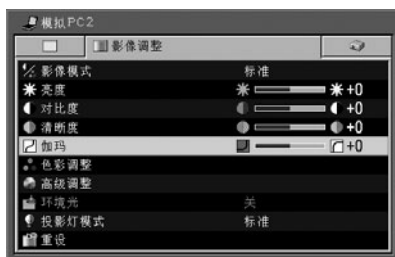 模拟PC2
影像调整
影像模式 标准
亮度 +0
对比度 +0
清晰度 +0
伽玛 +0
色彩调整
高级调整
环境光 关
投影灯模式 标准
重设